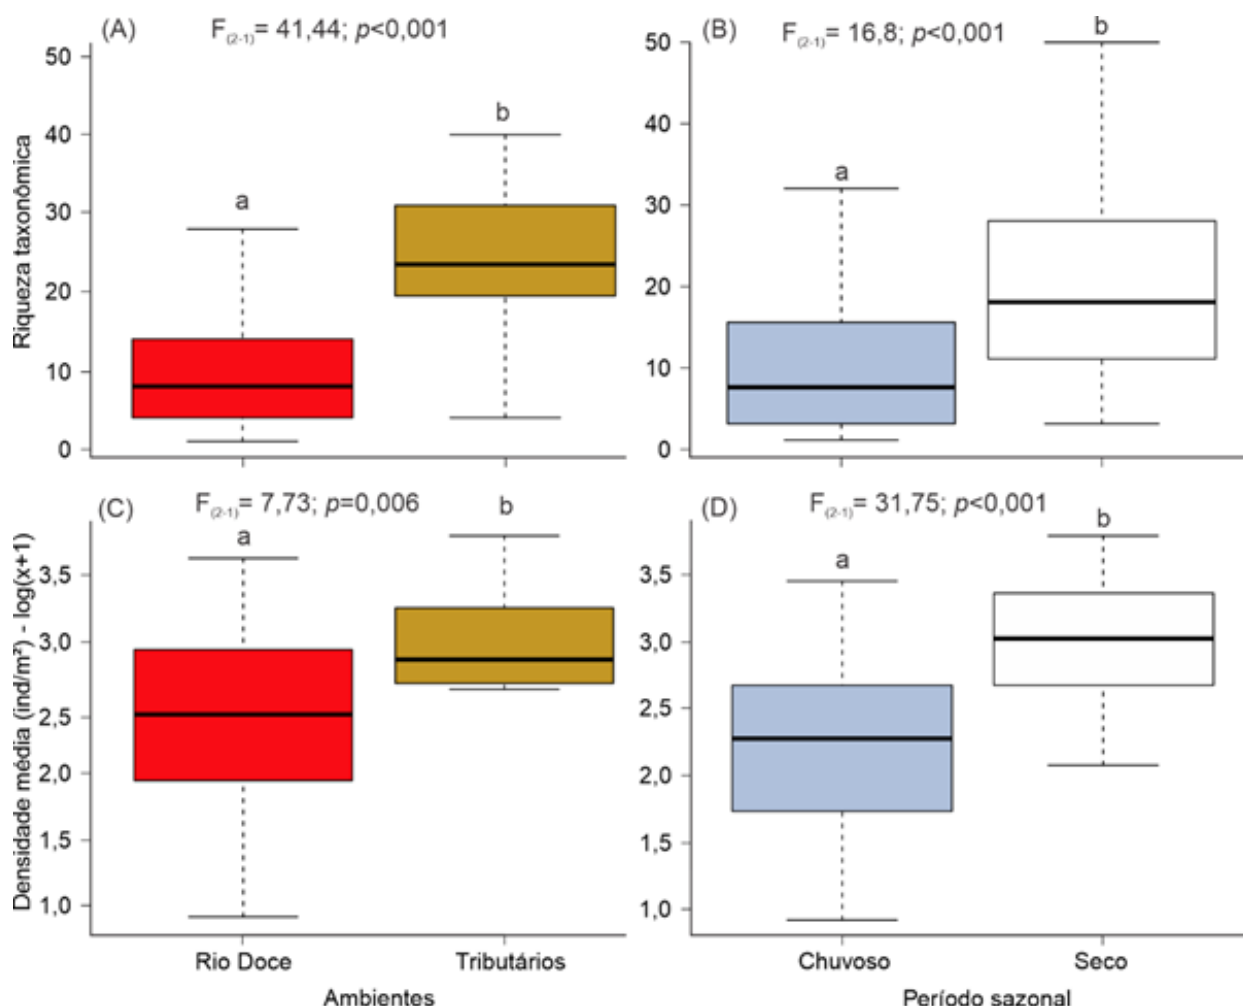 (A) F(2-1)= 41,44; p<0,001
b
a
50
40
30
20
10
0
Riqueza taxonômica
(B) F(2-1)= 16,8; p<0,001
b
a
50
40
30
20
10
0
(C) F(2-1)= 7,73; p=0,006
b
a
3,5
3,0
2,5
2,0
1,5
1,0
Densidade média (ind/m²) - log(x+1)
Rio Doce Tributários
Ambientes
(D) F(2-1)= 31,75; p<0,001
b
a
3,5
3,0
2,5
2,0
1,5
1,0
Chuvoso Seco
Período sazonal